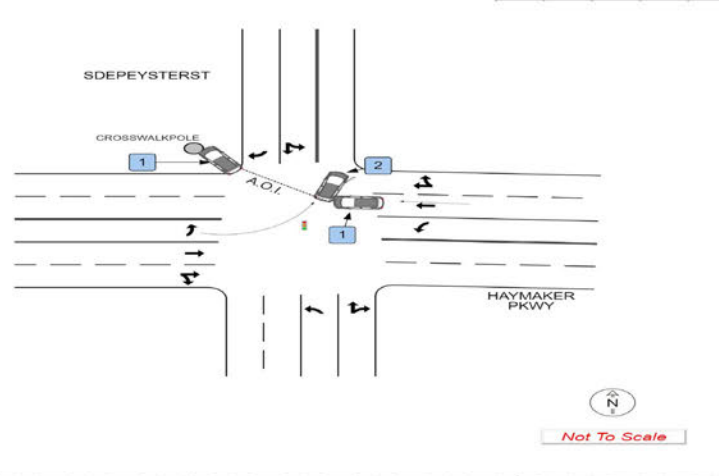 SDEPEYSTERST
CROSSWALKPOLE
1
2
A.O.I.
1
HAYMAKER
PKWY
N
Not To Scale